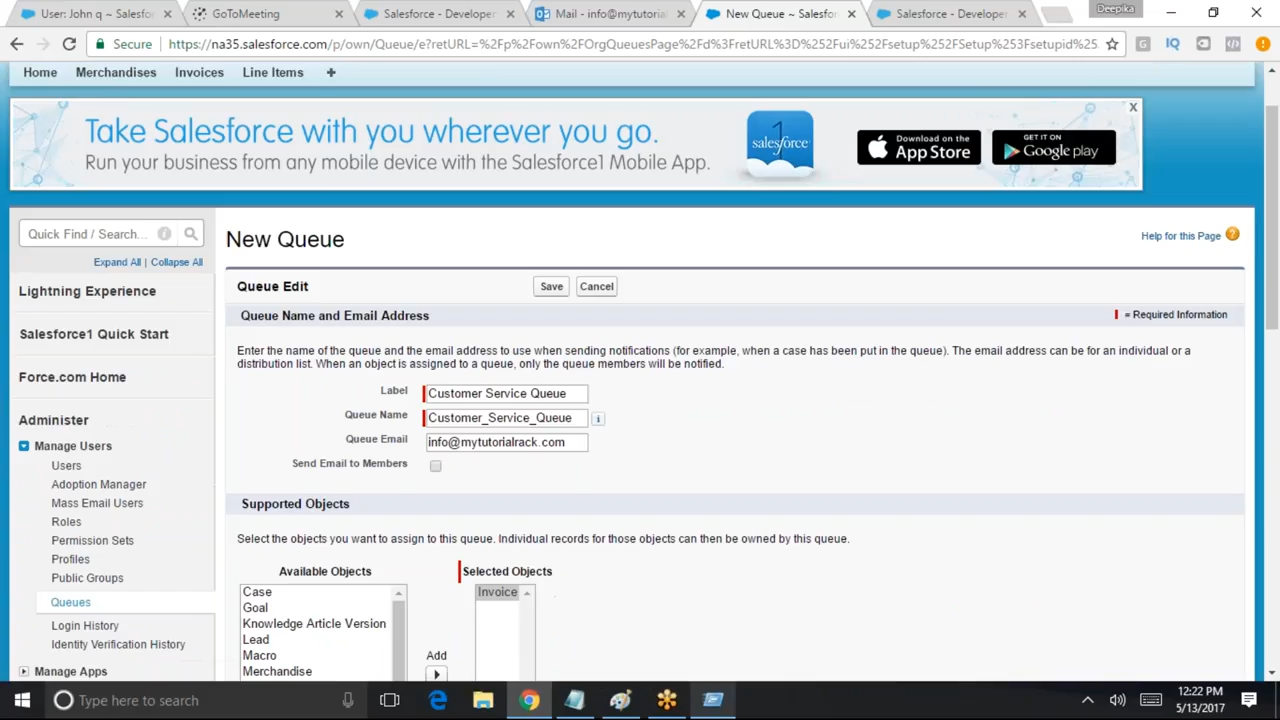 User: John q ~ Salesfo
GoToMeeting
Salesforce - Developer
Mail - info@mytutorial
New Queue ~ Salesfor
Salesforce - Developer
Deepika
Secure
https://na35.salesforce.com/p/own/Queue/e?retURL=%2Fp%2Fown%2FOrgQueuesPage%2Fd%3FretURL%3D%252Fui%252Fsetup%252FSetup%253Fsetupid%25.
Home Merchandises Invoices Line Items +
Take Salesforce with you wherever you go.
Run your business from any mobile device with the Salesforce1 Mobile App.
1
salesforce
Download on the
App Store
GET IT ON
Google play
X
Quick Find / Search...
Expand All | Collapse All
Lightning Experience
Salesforce1 Quick Start
Force.com Home
Administer
Manage Users
Users
Adoption Manager
Mass Email Users
Roles
Permission Sets
Profiles
Public Groups
Queues
Login History
Identity Verification History
Manage Apps
New Queue
Help for this Page ?
Queue Edit Save Cancel
Queue Name and Email Address
= Required Information
Enter the name of the queue and the email address to use when sending notifications (for example, when a case has been put in the queue). The email address can be for an individual or a
distribution list. When an object is assigned to a queue, only the queue members will be notified.
Label Customer Service Queue
Queue Name Customer_Service_Queue i
Queue Email info@mytutorialrack.com
Send Email to Members
Supported Objects
Select the objects you want to assign to this queue. Individual records for those objects can then be owned by this queue.
Available Objects
Selected Objects
Case
Goal
Knowledge Article Version
Lead
Macro
Merchandise
Invoice
Add
Type here to search
12:22 PM
5/13/2017